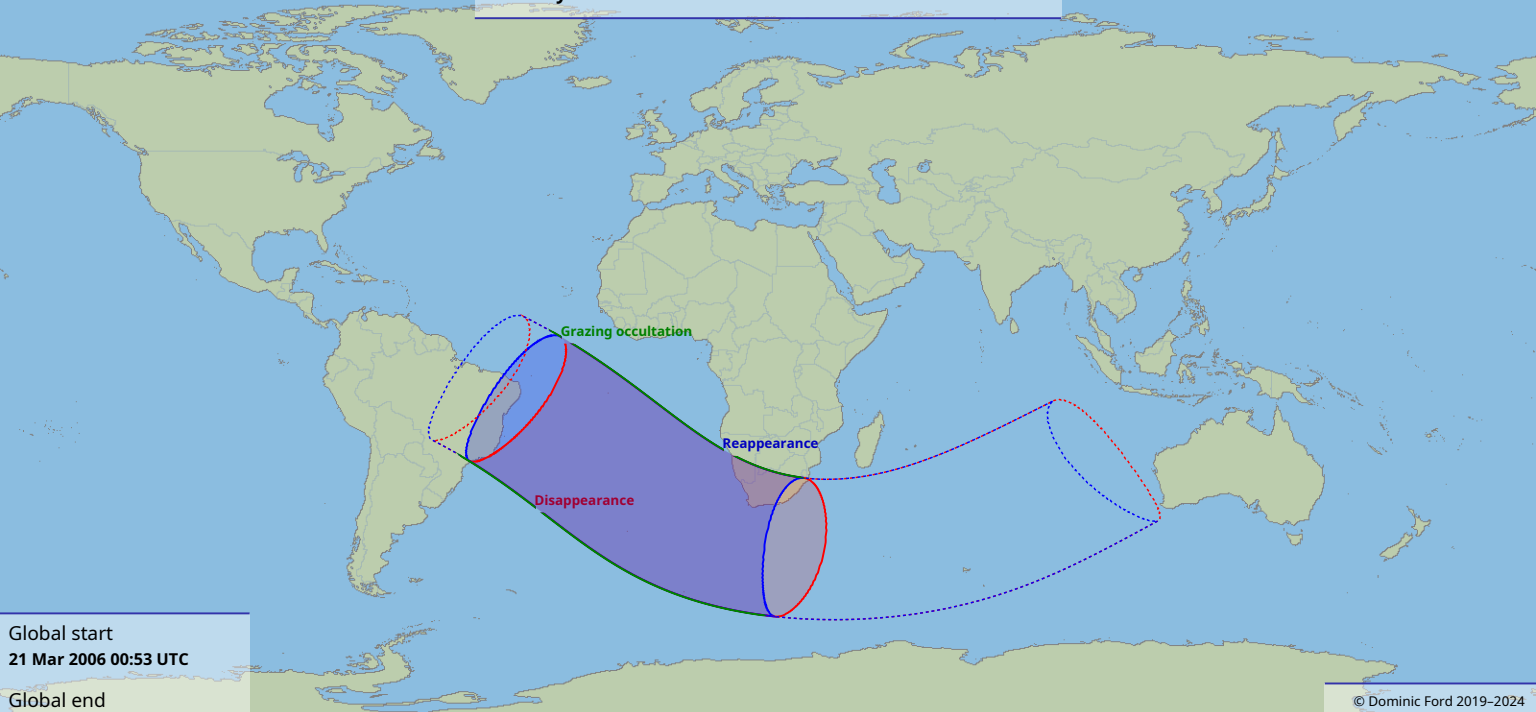 Grazing occultation
Reappearance
Disappearance
Global start
21 Mar 2006 00:53 UTC
Global end
© Dominic Ford 2019–2024